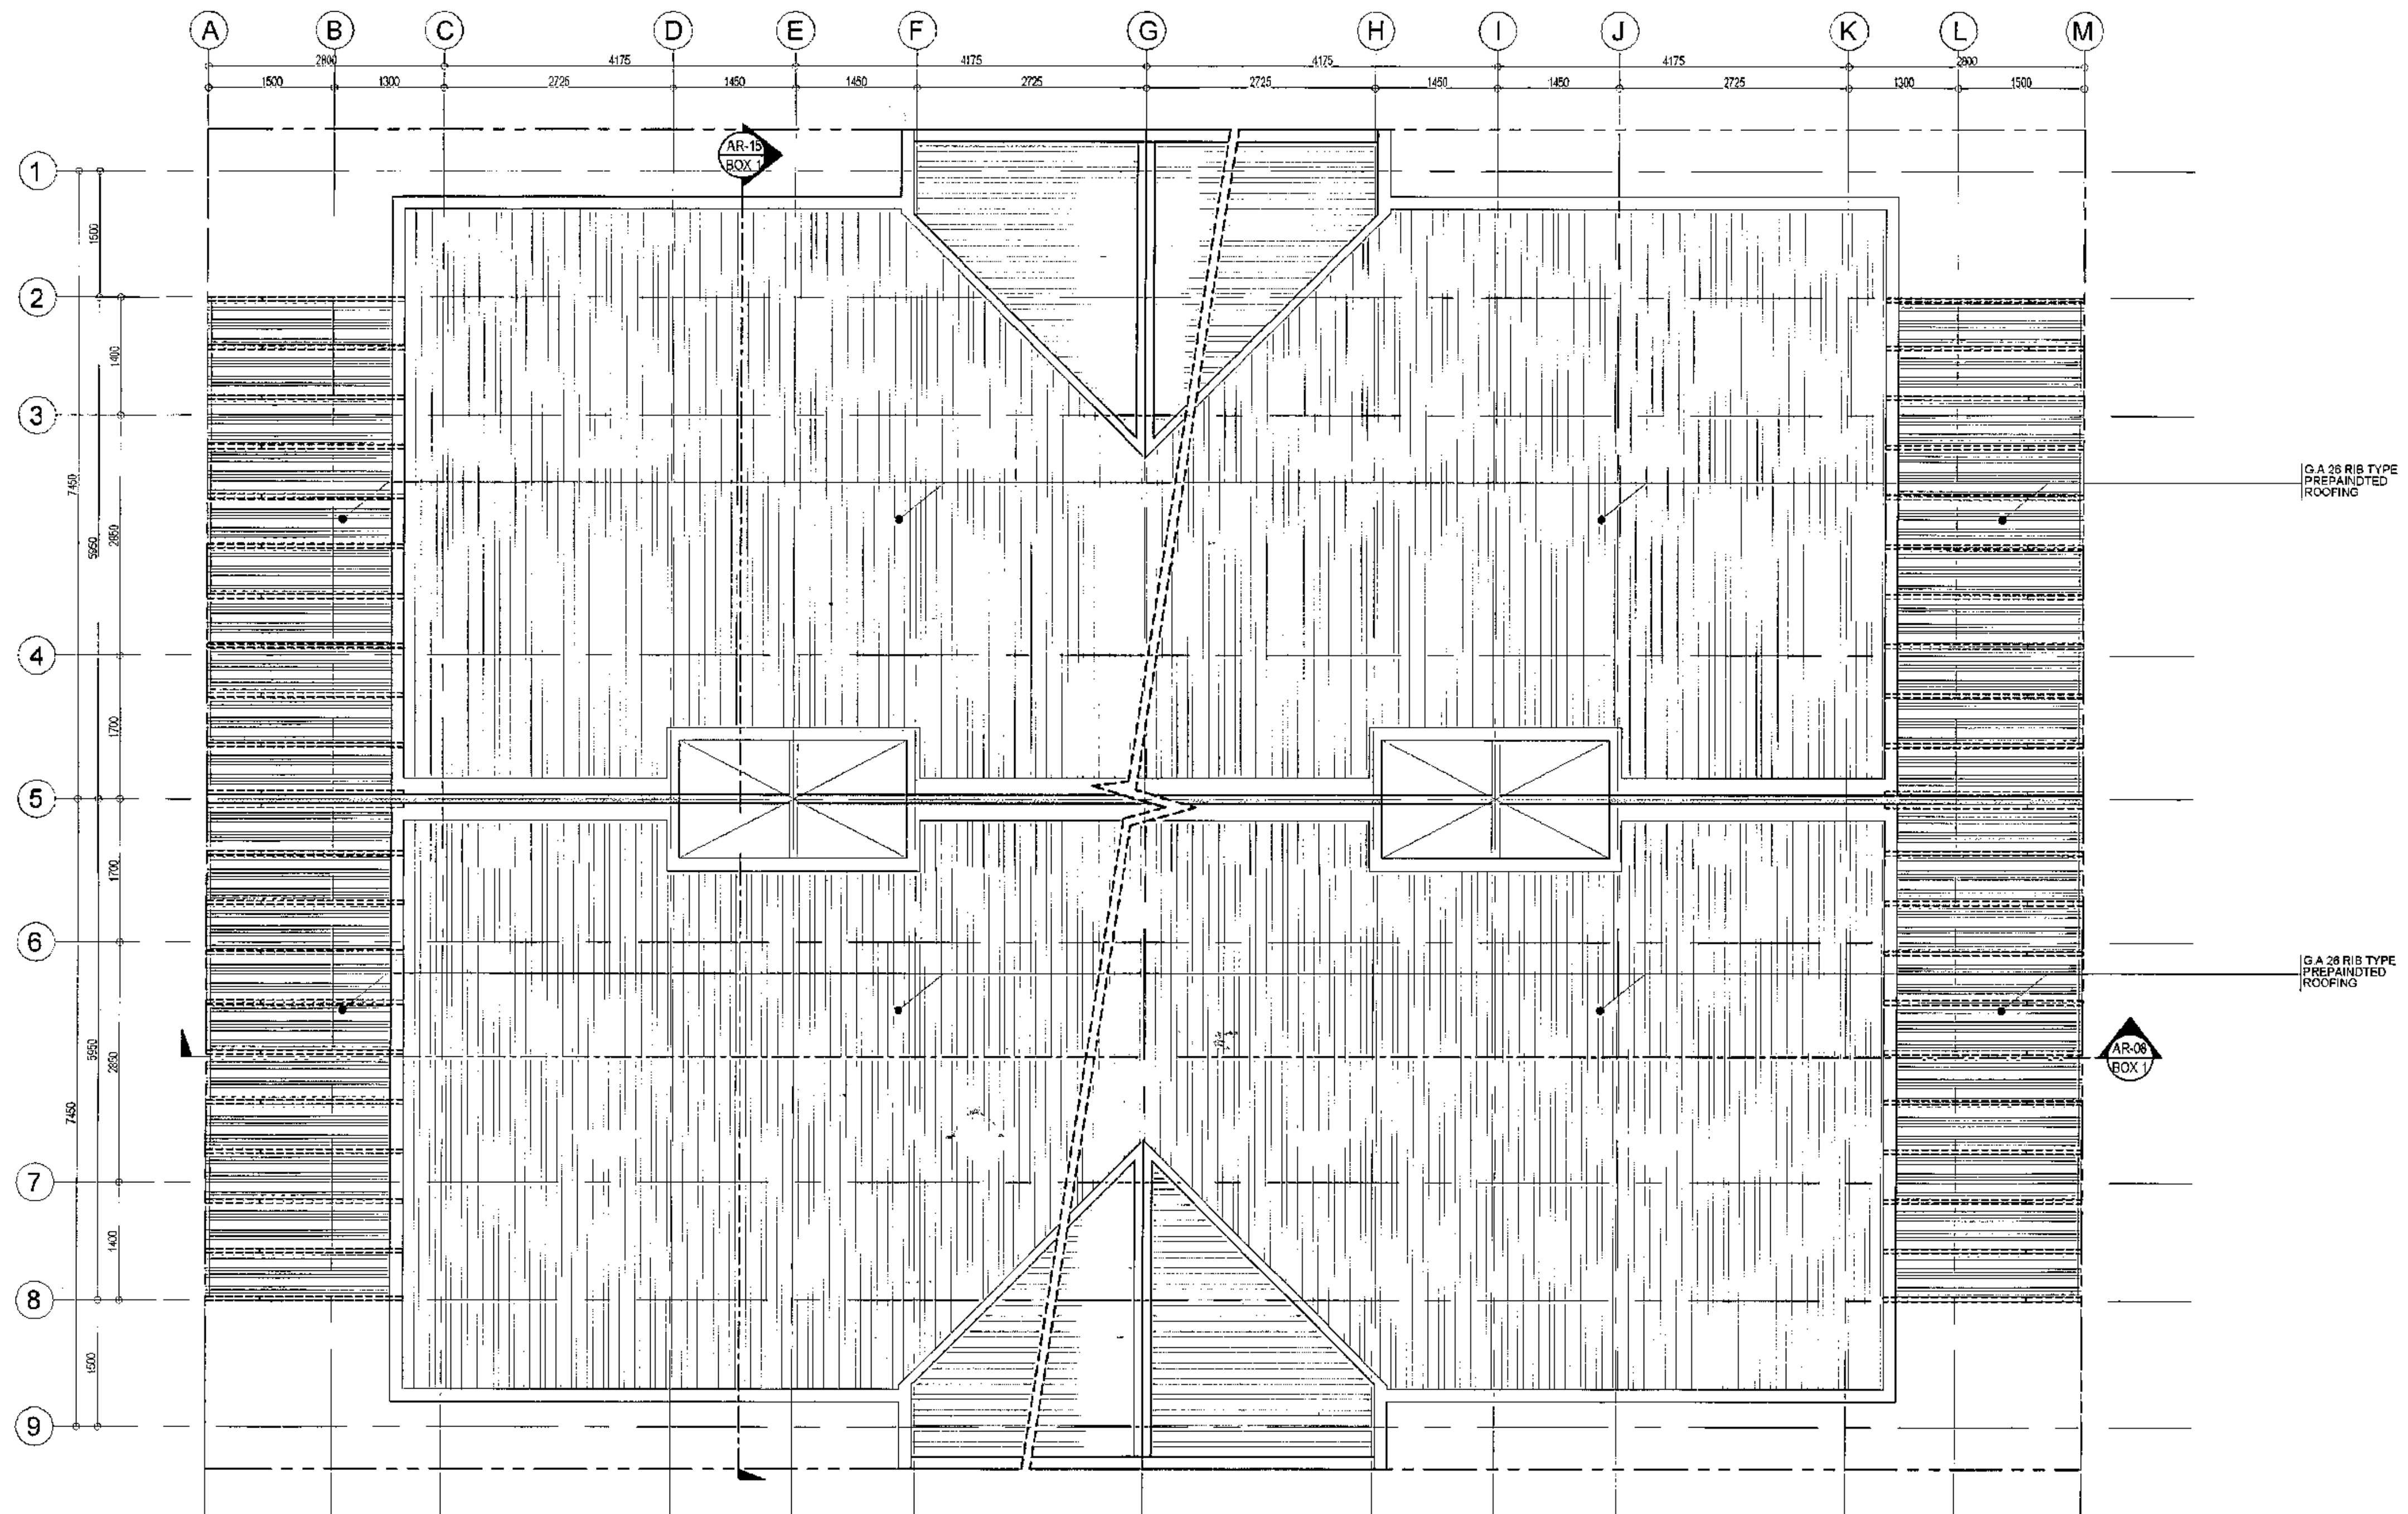 A B C D E F G H I J K L M
2800 4175 4175 4175 4175 2800
1500 1300 2725 1450 1450 2725 2725 1450 1450 2725 1300 1500
AR-15
BOX 1
1
1500
2
1400
3
7450
5950
2850
G.A 26 RIB TYPE
PREPAINDTED
ROOFING
4
1700
5
1700
6
G.A 26 RIB TYPE
PREPAINDTED
ROOFING
5950
2850
7450
AR-08
BOX 1
7
1400
8
1500
9